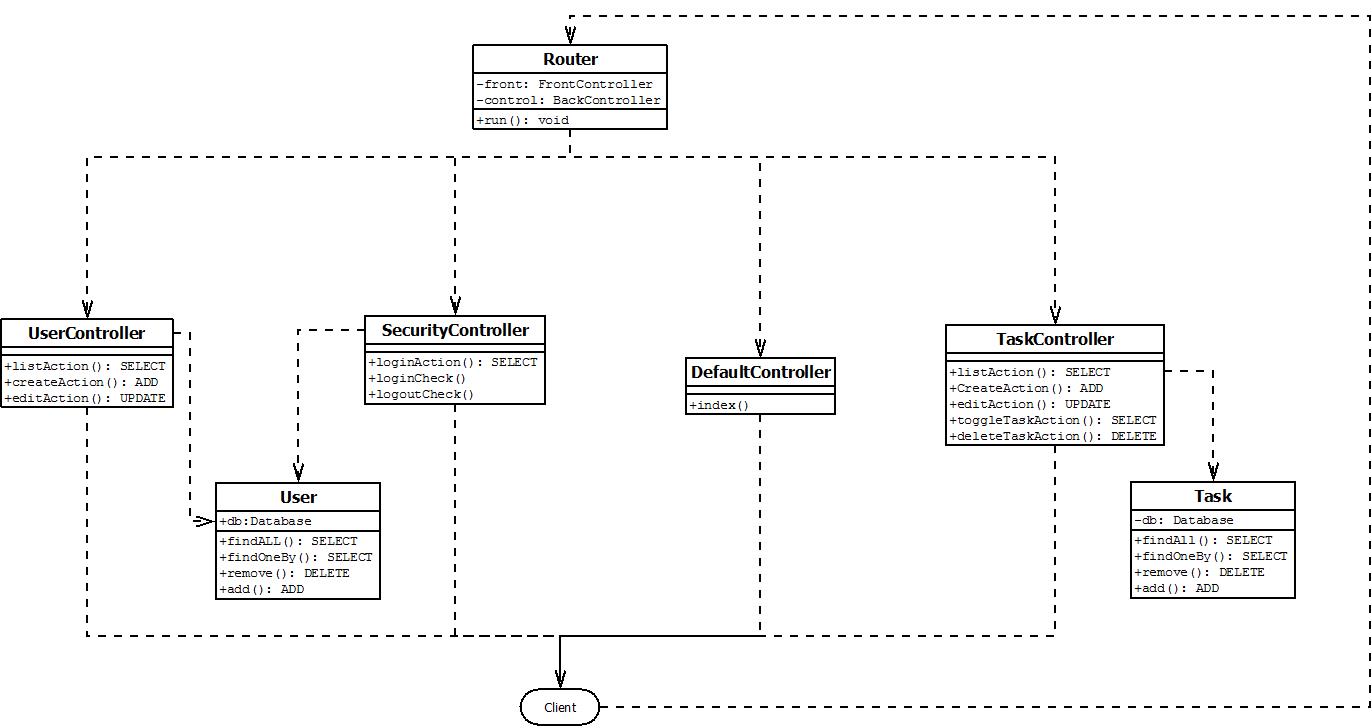 Router
-front: FrontController
-control: BackController
+run(): void
UserController
+listAction(): SELECT
+createAction(): ADD
+editAction(): UPDATE
SecurityController
+loginAction(): SELECT
+loginCheck()
+logoutCheck()
DefaultController
+index()
TaskController
+listAction(): SELECT
+CreateAction(): ADD
+editAction(): UPDATE
+toggleTaskAction(): SELECT
+deleteTaskAction(): DELETE
User
+db:Database
+findALL(): SELECT
+findOneBy(): SELECT
+remove(): DELETE
+add(): ADD
Task
-db: Database
+findAll(): SELECT
+findOneBy(): SELECT
+remove(): DELETE
+add(): ADD
Client